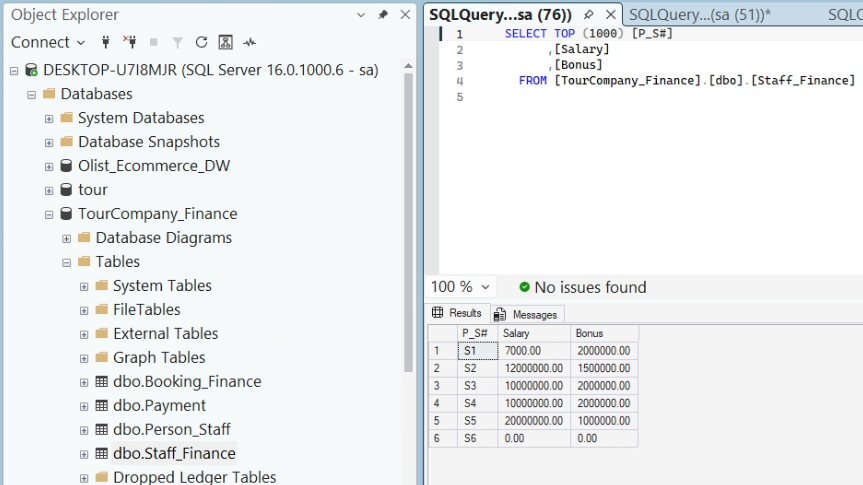 Object Explorer
Connect
DESKTOP-U7I8MJR (SQL Server 16.0.1000.6 - sa)
Databases
System Databases
Database Snapshots
Olist_Ecommerce_DW
tour
TourCompany_Finance
Database Diagrams
Tables
System Tables
FileTables
External Tables
Graph Tables
dbo.Booking_Finance
dbo.Payment
dbo.Person_Staff
dbo.Staff_Finance
Dropped Ledger Tables
SQLQuery...sa (76)) SQLQuery...(sa (51))* SQLQ
1 SELECT TOP (1000) [P_S#]
2 ,[Salary]
3 ,[Bonus]
4 FROM [TourCompany_Finance].[dbo].[Staff_Finance]
5
100 % No issues found
Results Messages
P_S# Salary Bonus
1 S1 7000.00 2000000.00
2 S2 12000000.00 1500000.00
3 S3 10000000.00 2000000.00
4 S4 10000000.00 2000000.00
5 S5 20000000.00 1000000.00
6 S6 0.00 0.00